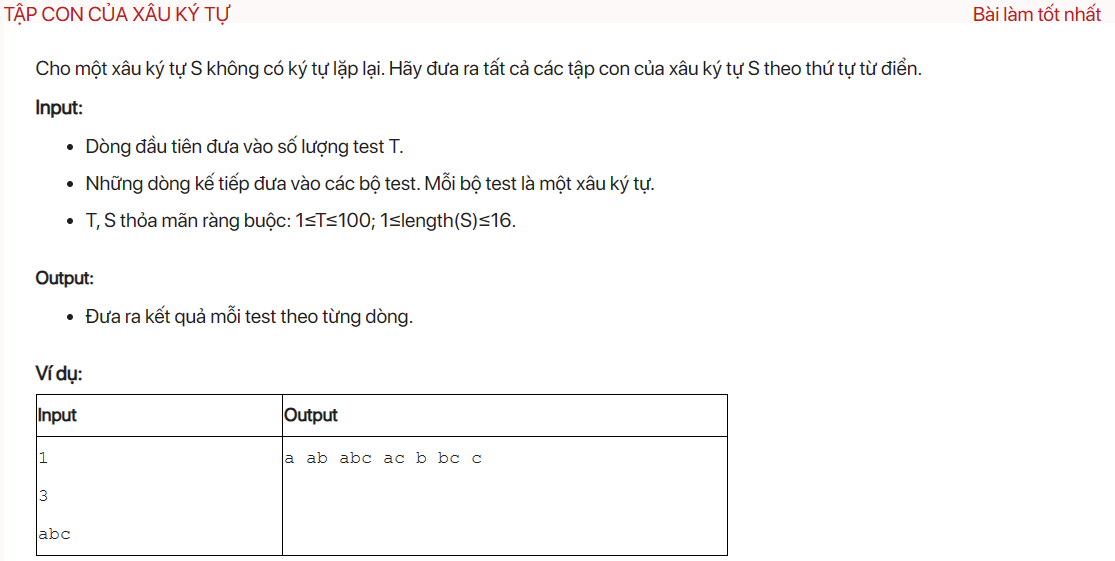 TẬP CON CỦA XÂU KÝ TỰ Bài làm tốt nhất
Cho một xâu ký tự S không có ký tự lặp lại. Hãy đưa ra tất cả các tập con của xâu ký tự S theo thứ tự từ điển.
Input:
• Dòng đầu tiên đưa vào số lượng test T.
• Những dòng kế tiếp đưa vào các bộ test. Mỗi bộ test là một xâu ký tự.
• T, S thỏa mãn ràng buộc: 1≤T≤100; 1≤length(S)≤16.
Output:
• Đưa ra kết quả mỗi test theo từng dòng.
Ví dụ:
Input Output
1 a ab abc ac b bc c
3
abc